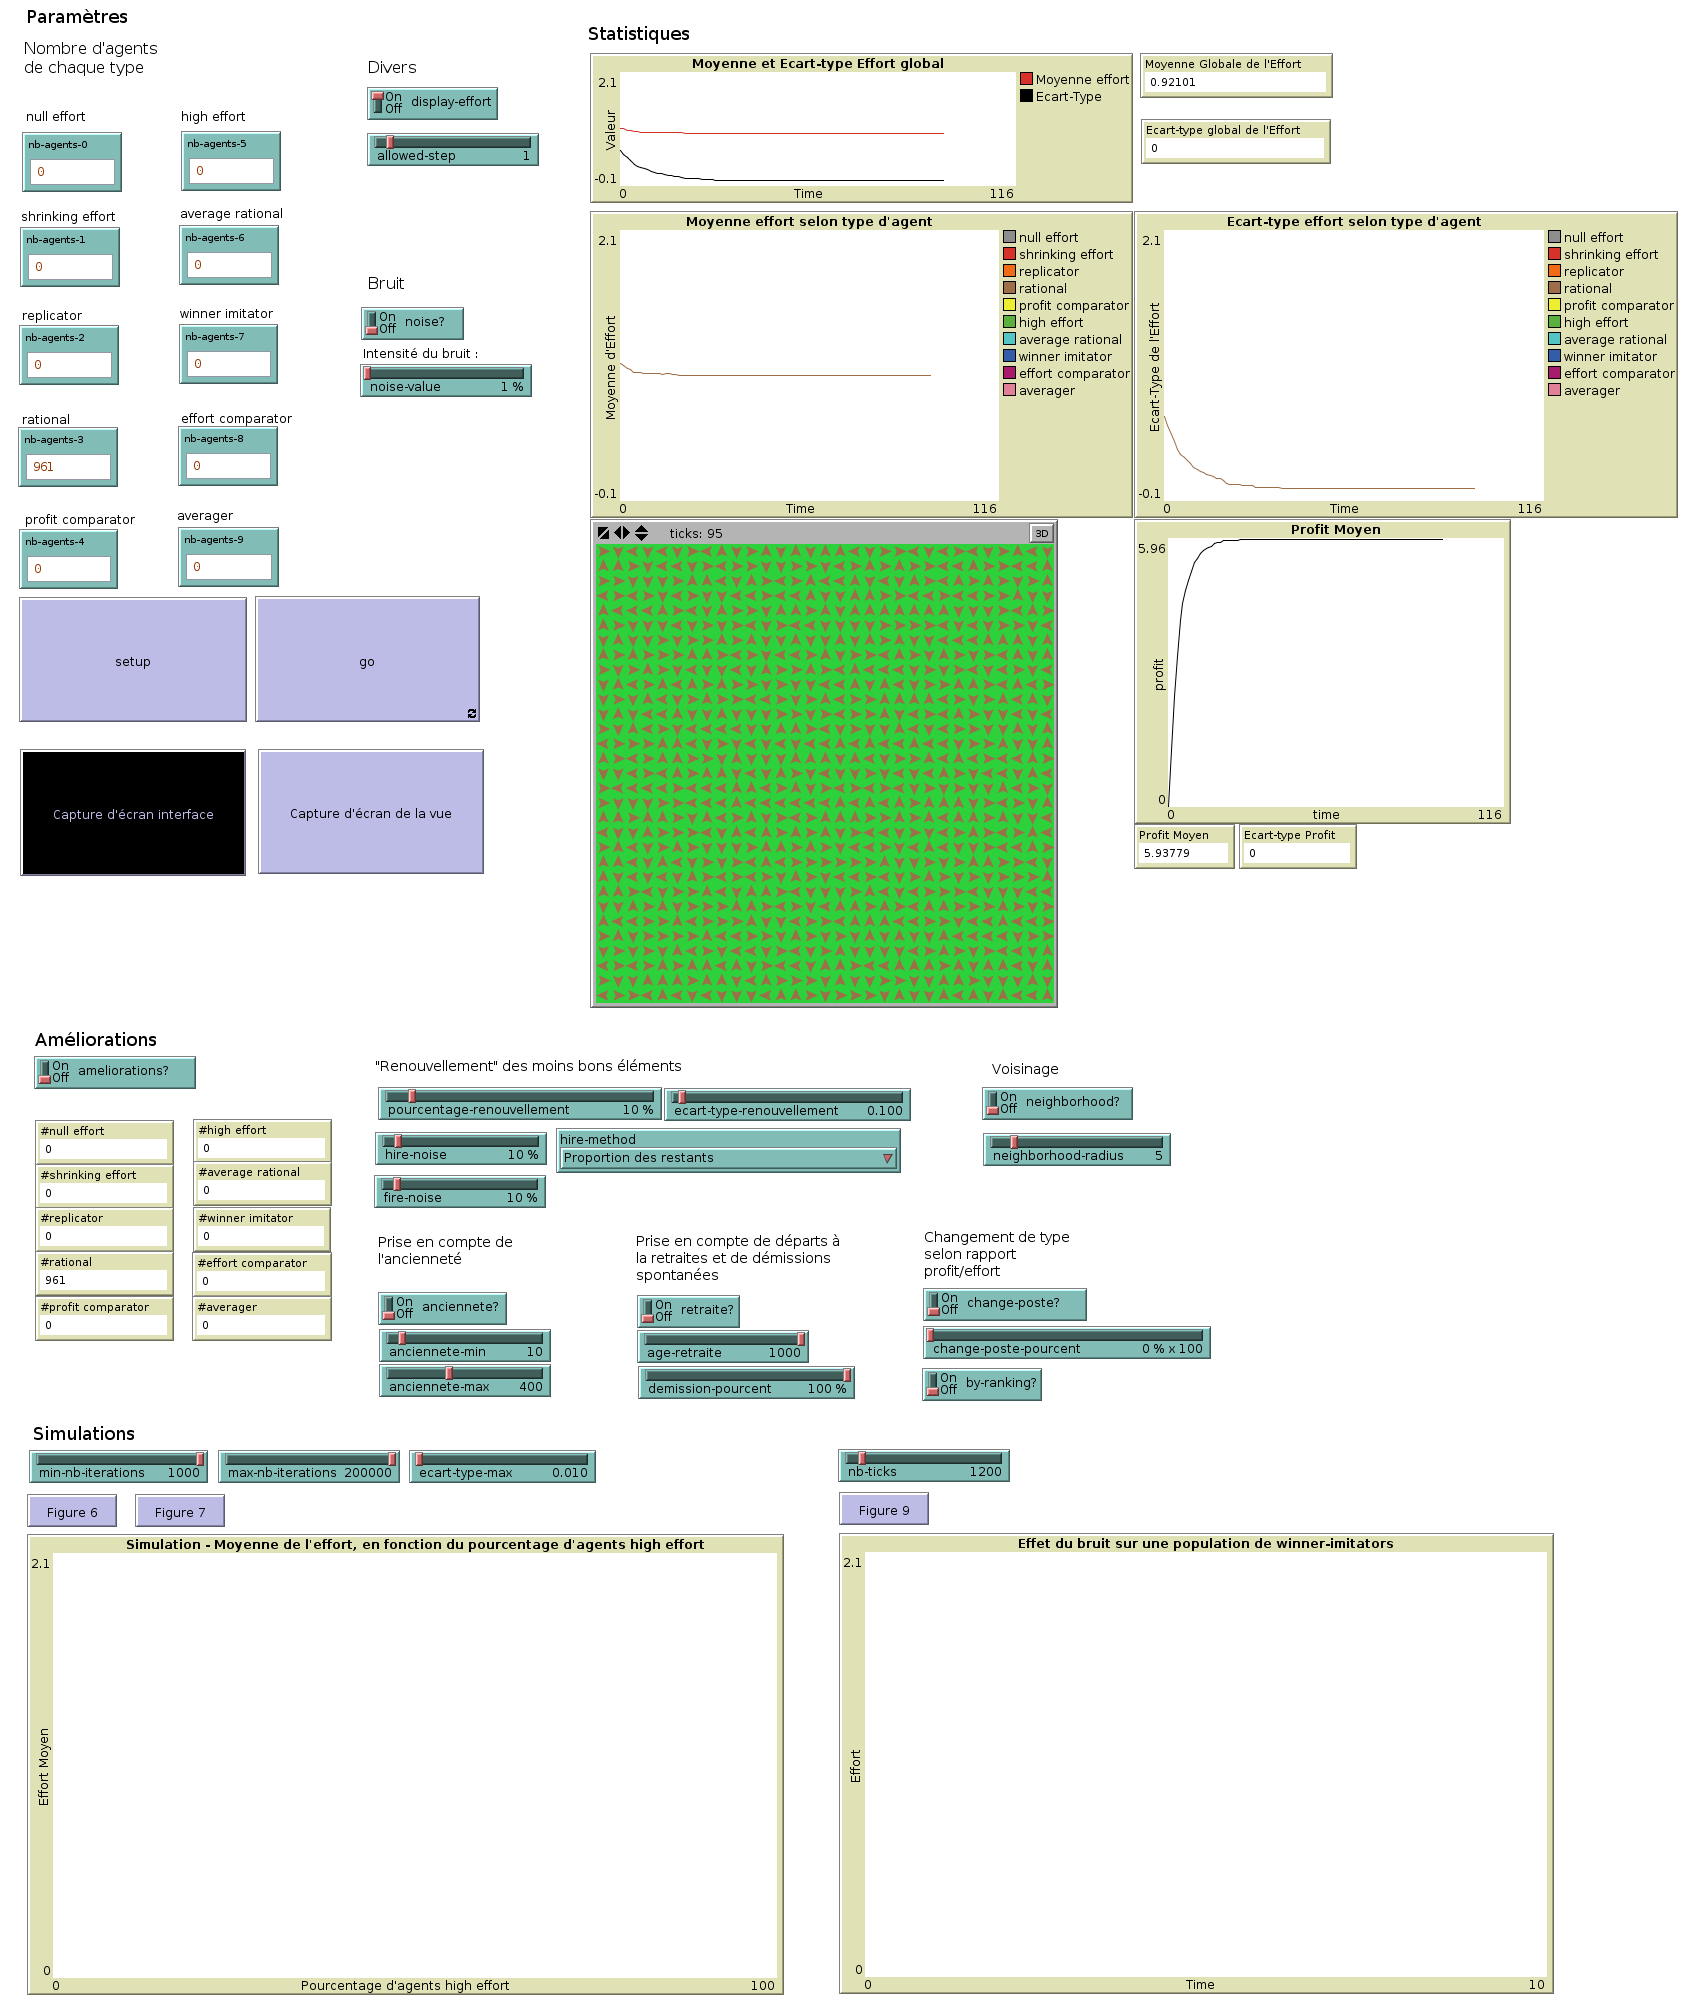 Paramètres
Nombre d'agents
de chaque type
null effort
nb-agents-0
0
high effort
nb-agents-5
0
shrinking effort
nb-agents-1
0
average rational
nb-agents-6
0
replicator
nb-agents-2
0
winner imitator
nb-agents-7
0
rational
nb-agents-3
961
effort comparator
nb-agents-8
0
profit comparator
nb-agents-4
0
averager
nb-agents-9
0
setup
go
Capture d'écran interface
Capture d'écran de la vue
Divers
On
Off
display-effort
allowed-step 1
Bruit
On
Off
noise?
Intensité du bruit :
noise-value 1 %
Statistiques
Moyenne et Ecart-type Effort global
2.1
Valeur
-0.1
0 Time 116
Moyenne effort
Ecart-Type
Moyenne Globale de l'Effort
0.92101
Ecart-type global de l'Effort
0
Moyenne effort selon type d'agent
2.1
Moyenne d'Effort
-0.1
0 Time 116
null effort
shrinking effort
replicator
rational
profit comparator
high effort
average rational
winner imitator
effort comparator
averager
Ecart-type effort selon type d'agent
2.1
Ecart-Type de l'Effort
-0.1
0 Time 116
null effort
shrinking effort
replicator
rational
profit comparator
high effort
average rational
winner imitator
effort comparator
averager
ticks: 95
3D
Profit Moyen
5.96
profit
0
0 time 116
Profit Moyen
5.93779
Ecart-type Profit
0
Améliorations
On
Off
ameliorations?
#null effort
0
#high effort
0
#shrinking effort
0
#average rational
0
#replicator
0
#winner imitator
0
#rational
961
#effort comparator
0
#profit comparator
0
#averager
0
"Renouvellement" des moins bons éléments
pourcentage-renouvellement 10 %
ecart-type-renouvellement 0.100
hire-noise 10 %
hire-method
Proportion des restants
fire-noise 10 %
Voisinage
On
Off
neighborhood?
neighborhood-radius 5
Prise en compte de
l'ancienneté
On
Off
anciennete?
anciennete-min 10
anciennete-max 400
Prise en compte de départs à
la retraites et de démissions
spontanées
On
Off
retraite?
age-retraite 1000
demission-pourcent 100 %
Changement de type
selon rapport
profit/effort
On
Off
change-poste?
change-poste-pourcent 0 % x 100
On
Off
by-ranking?
Simulations
min-nb-iterations 1000
max-nb-iterations 200000
ecart-type-max 0.010
Figure 6
Figure 7
Simulation - Moyenne de l'effort, en fonction du pourcentage d'agents high effort
2.1
Effort Moyen
0
0 Pourcentage d'agents high effort 100
nb-ticks 1200
Figure 9
Effet du bruit sur une population de winner-imitators
2.1
Effort
0
0 Time 10